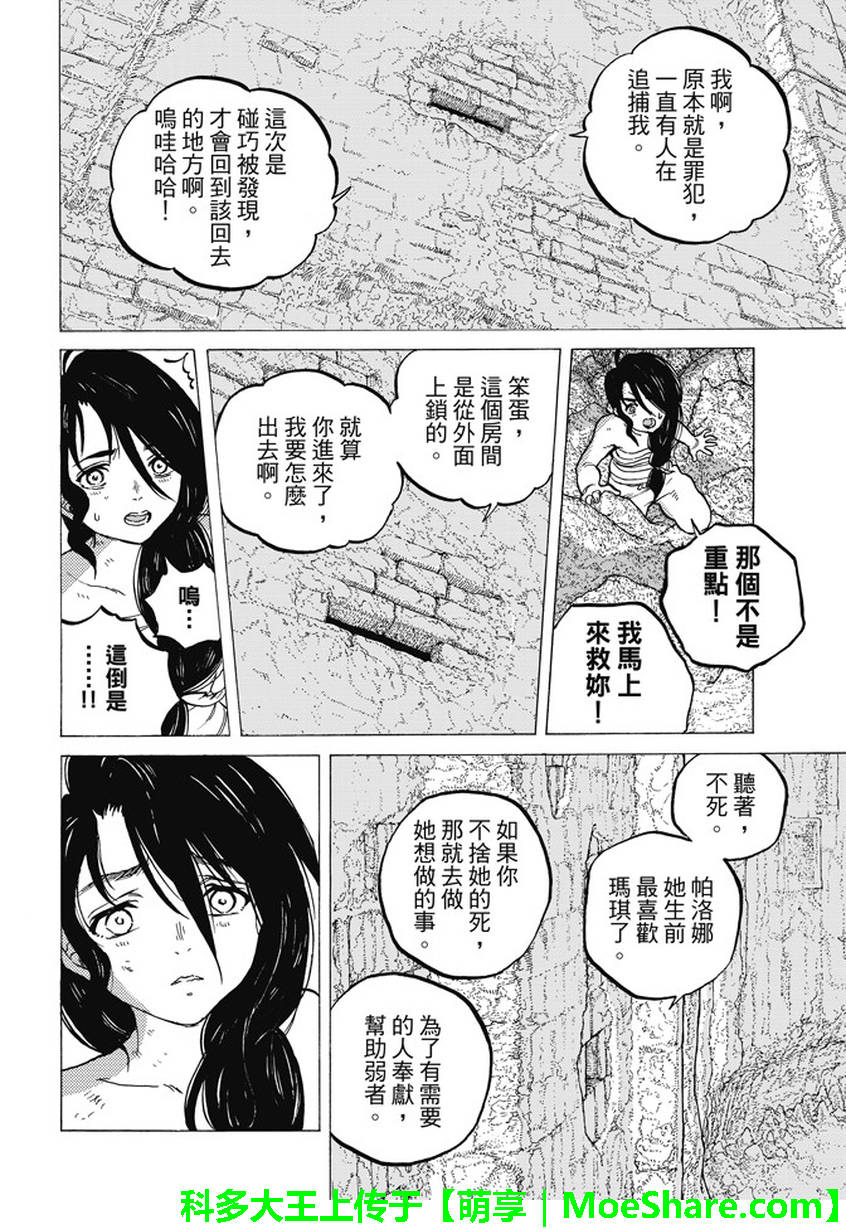 我啊，
原本就是罪犯，
一直有人在
追捕我。
這次是
碰巧被發現，
才會回到該回去
的地方啊。
嗚哇哈哈！
那個不是
重點！
我馬上
來救妳！
笨蛋，
這個房間
是從外面
上鎖的。
就算
你進來了，
我要怎麼
出去啊。
嗚…
這倒是
……!!
聽著，
不死。
帕洛娜
她生前
最喜歡
瑪琪了。
如果你
不捨她的死，
那就去做
她想做的事。
為了有需要
的人奉獻，
幫助弱者。
科多大王上传于【萌享】|MoeShare.com】